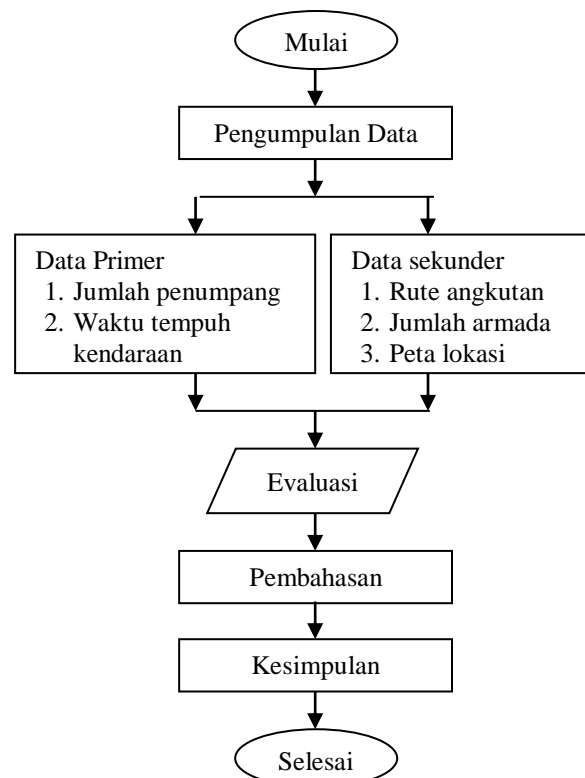 Mulai
Pengumpulan Data
Data Primer
1. Jumlah penumpang
2. Waktu tempuh
kendaraan
Data sekunder
1. Rute angkutan
2. Jumlah armada
3. Peta lokasi
Evaluasi
Pembahasan
Kesimpulan
Selesai